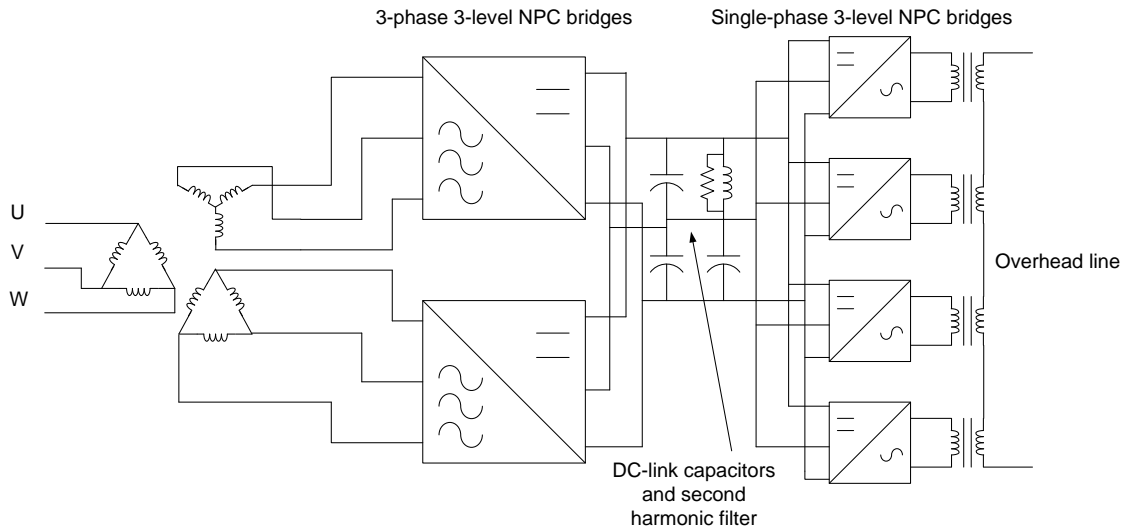 3-phase 3-level NPC bridges
Single-phase 3-level NPC bridges
U
V
W
Overhead line
DC-link capacitors
and second
harmonic filter